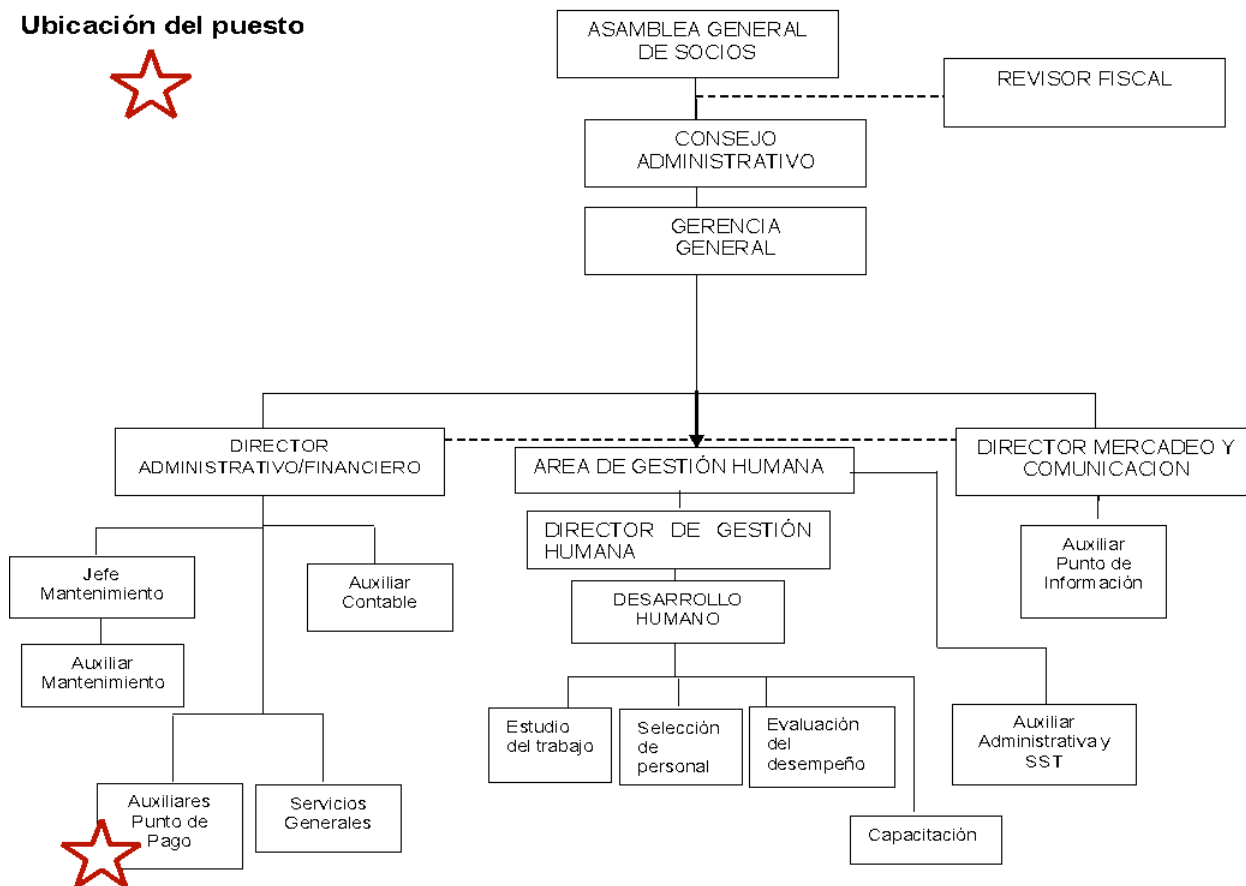 Ubicación del puesto
ASAMBLEA GENERAL
DE SOCIOS
REVISOR FISCAL
CONSEJO
ADMINISTRATIVO
GERENCIA
GENERAL
DIRECTOR
ADMINISTRATIVO/FINANCIERO
AREA DE GESTIÓN HUMANA
DIRECTOR MERCADEO Y
COMUNICACION
DIRECTOR DE GESTIÓN
HUMANA
Auxiliar
Punto de
Información
Jefe
Mantenimiento
Auxiliar
Contable
DESARROLLO
HUMANO
Auxiliar
Mantenimiento
Estudio
del trabajo
Selección
de
personal
Evaluación
del
desempeño
Auxiliar
Administrativa y
SST
Auxiliares
Punto de
Pago
Servicios
Generales
Capacitación